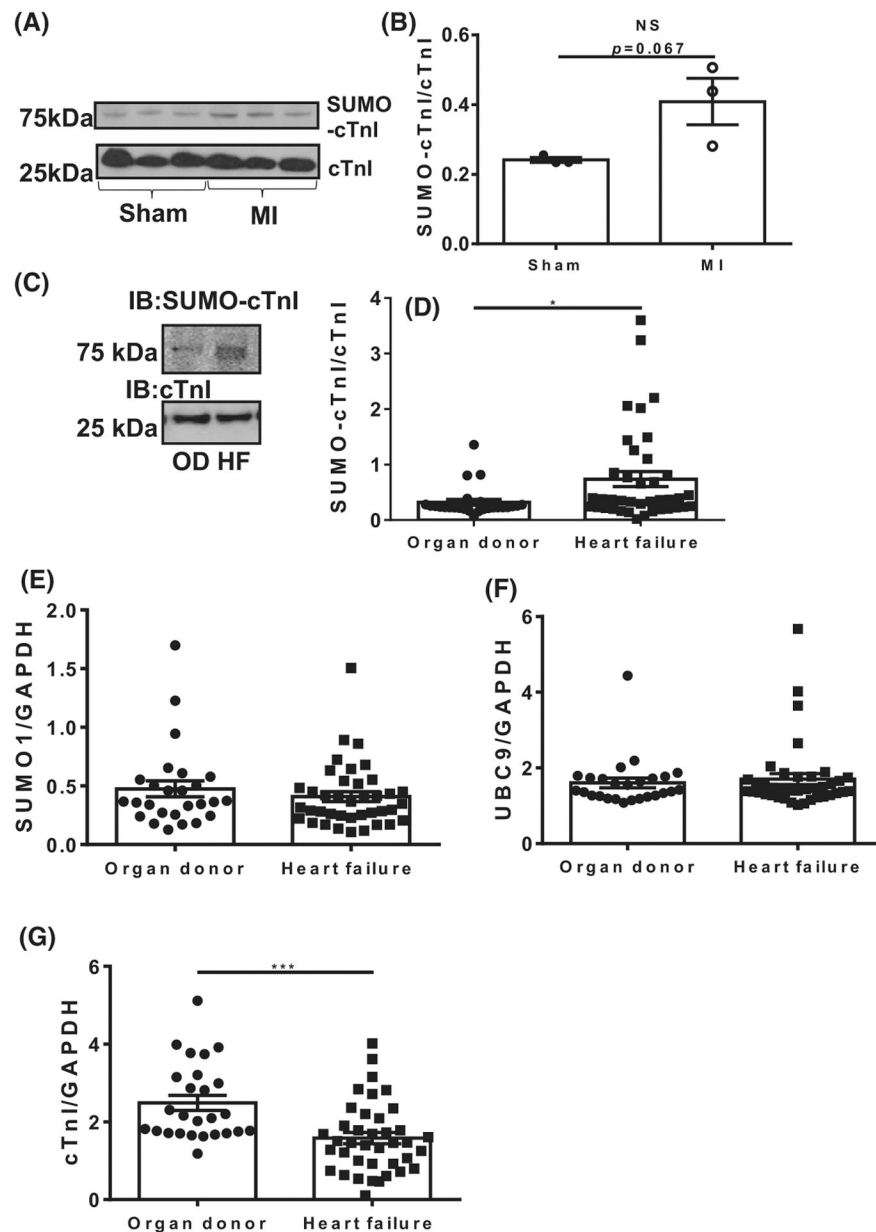 (A)
75kDa
SUMO
-cTnI
25kDa
cTnI
Sham MI
(B)
NS
p=0.067
SUMO-cTnI/cTnI
0.6
0.4
0.2
0.0
Sham MI
(C)
IB:SUMO-cTnI
75 kDa
IB:cTnI
25 kDa
OD HF
(D)
*
SUMO-cTnI/cTnI
4
3
2
1
0
Organ donor Heart failure
(E)
SUMO1/GAPDH
2.0
1.5
1.0
0.5
0.0
Organ donor Heart failure
(F)
UBC9/GAPDH
6
4
2
0
Organ donor Heart failure
(G)
***
cTnI/GAPDH
6
4
2
0
Organ donor Heart failure